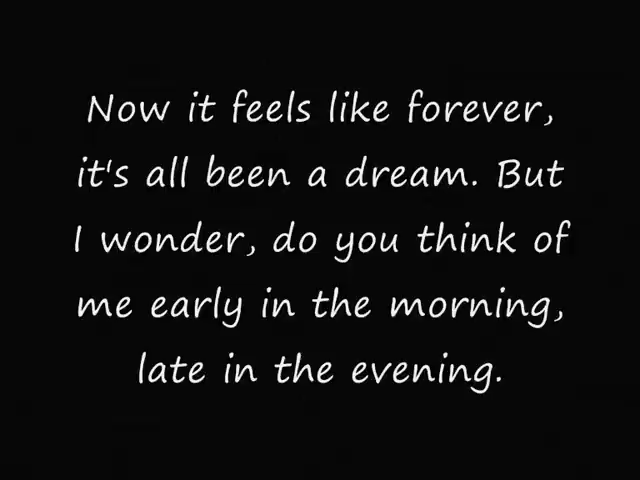 Now it feels like forever,
it's all been a dream. But
I wonder, do you think of
me early in the morning,
late in the evening.